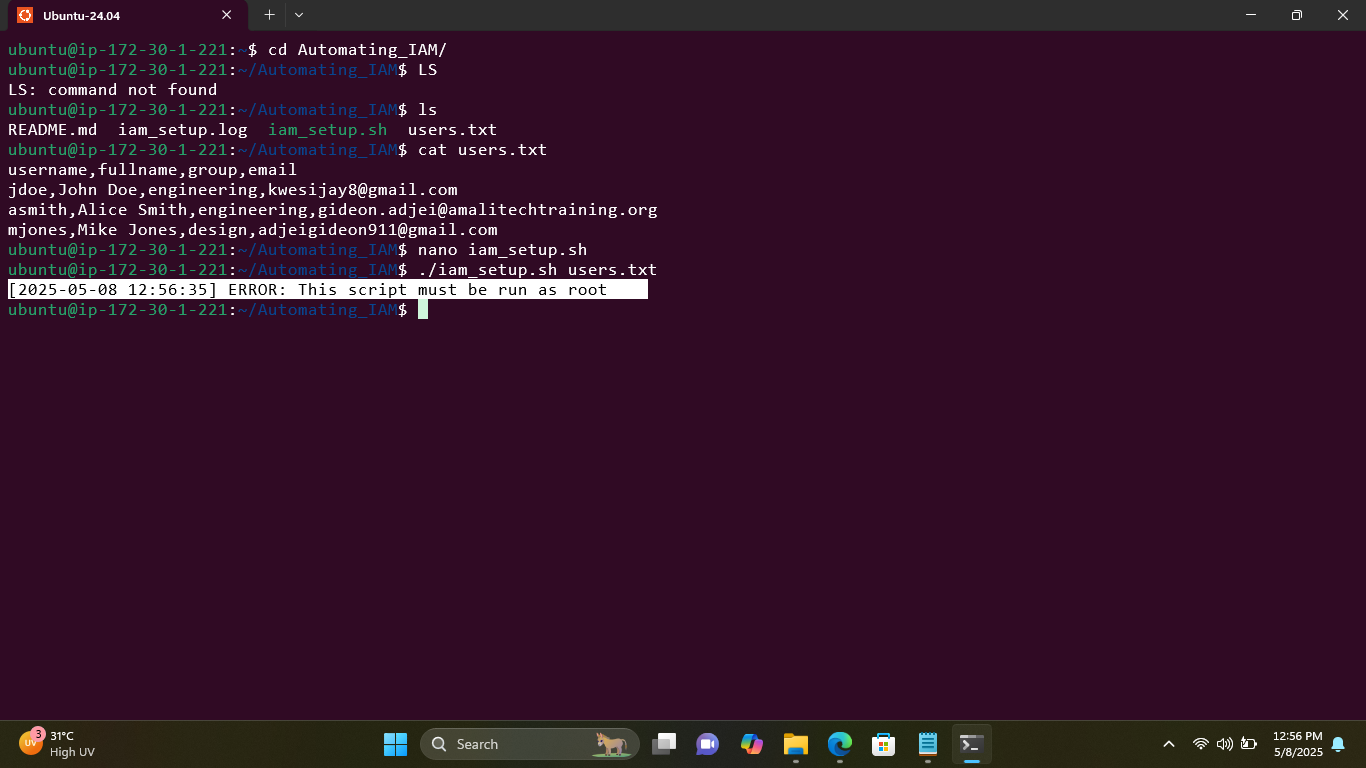 Ubuntu-24.04
ubuntu@ip-172-30-1-221:~$ cd Automating_IAM/
ubuntu@ip-172-30-1-221:~/Automating_IAM$ LS
LS: command not found
ubuntu@ip-172-30-1-221:~/Automating_IAM$ ls
README.md  iam_setup.log  iam_setup.sh  users.txt
ubuntu@ip-172-30-1-221:~/Automating_IAM$ cat users.txt
username,fullname,group,email
jdoe,John Doe,engineering,kwesijay8@gmail.com
asmith,Alice Smith,engineering,gideon.adjei@amalitechtraining.org
mjones,Mike Jones,design,adjeigideon911@gmail.com
ubuntu@ip-172-30-1-221:~/Automating_IAM$ nano iam_setup.sh
ubuntu@ip-172-30-1-221:~/Automating_IAM$ ./iam_setup.sh users.txt
[2025-05-08 12:56:35] ERROR: This script must be run as root
ubuntu@ip-172-30-1-221:~/Automating_IAM$
UV 3 31°C
High UV
Search
12:56 PM
5/8/2025